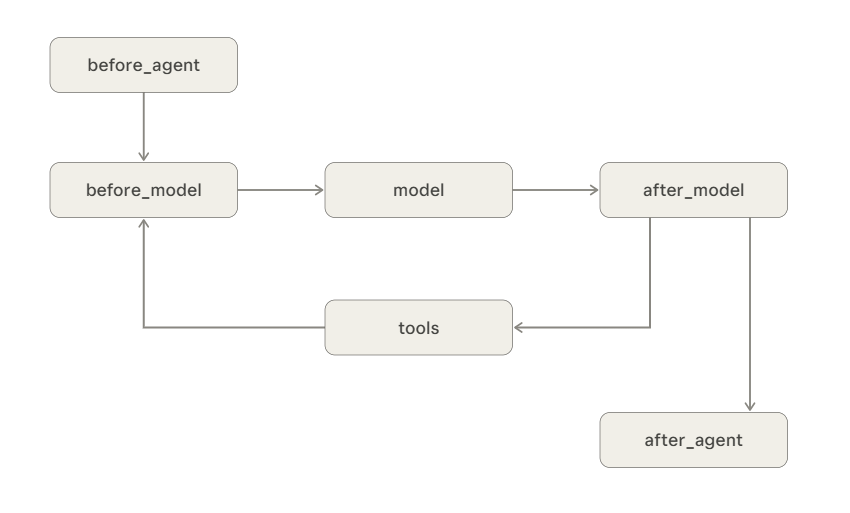 before_agent
before_model
model
after_model
tools
after_agent